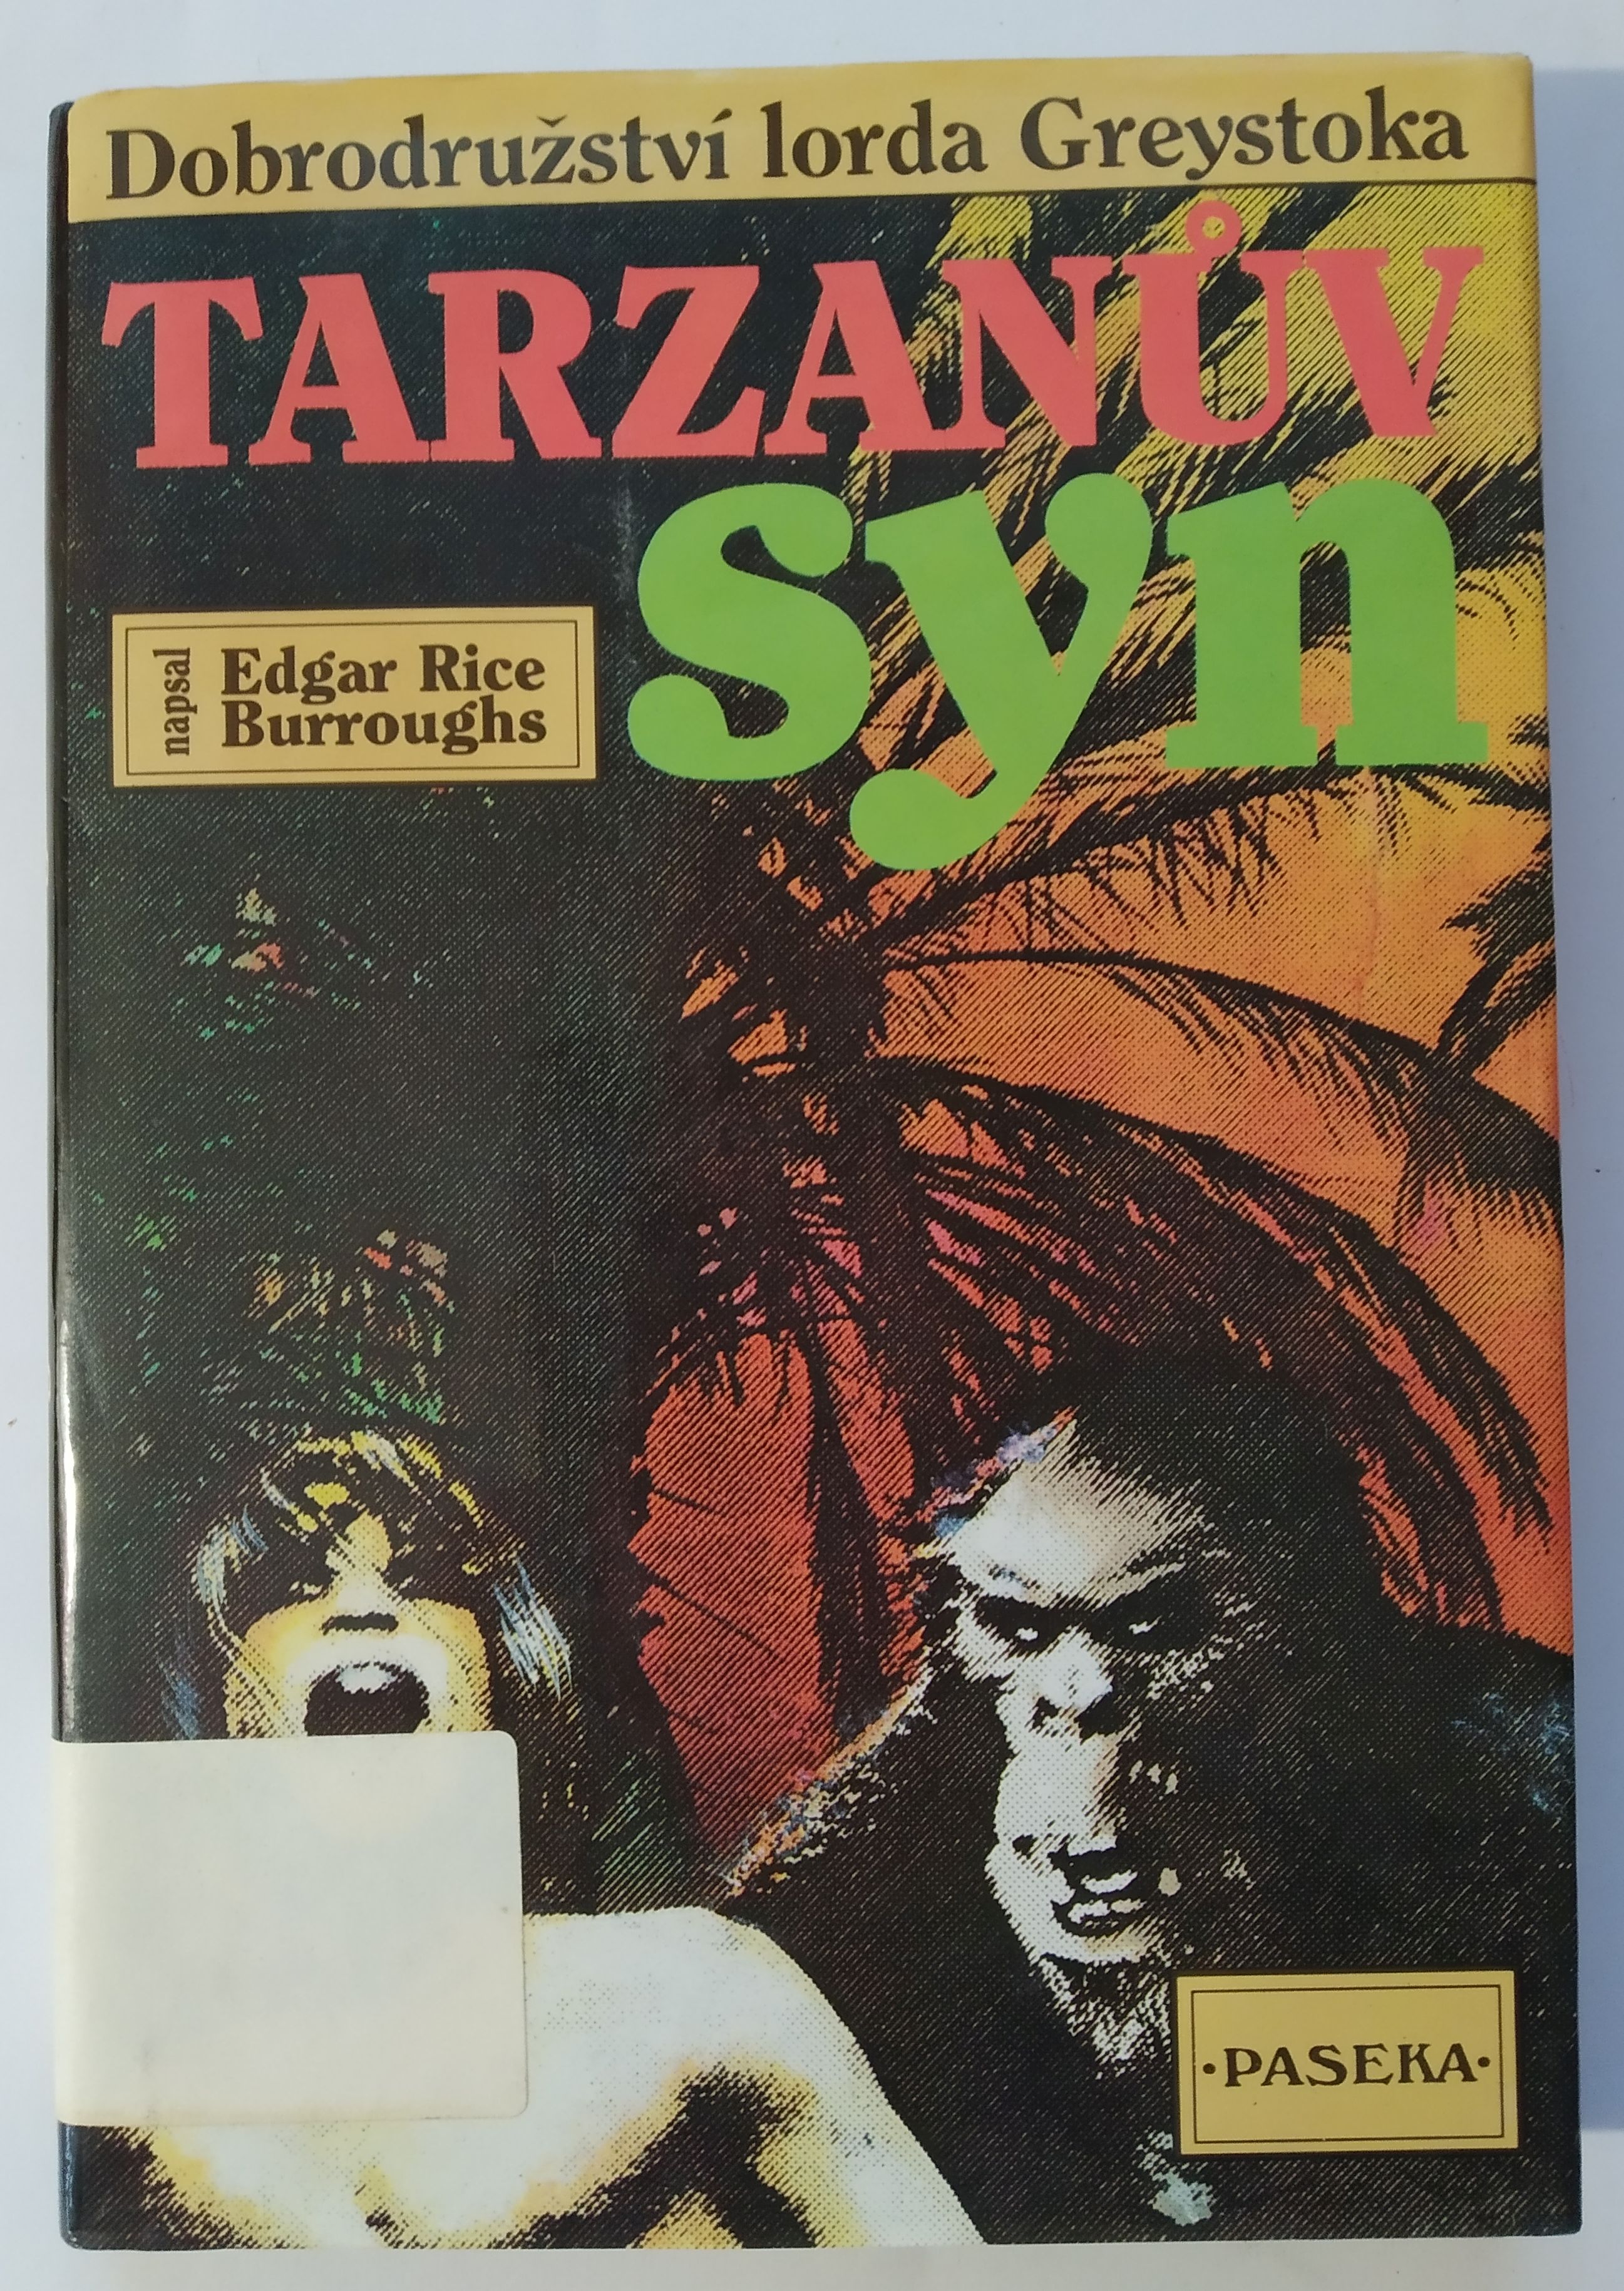 Dobrodružství lorda Greystoka
TARZANŮV
syn
napsal
Edgar Rice
Burroughs
·PASEKA·